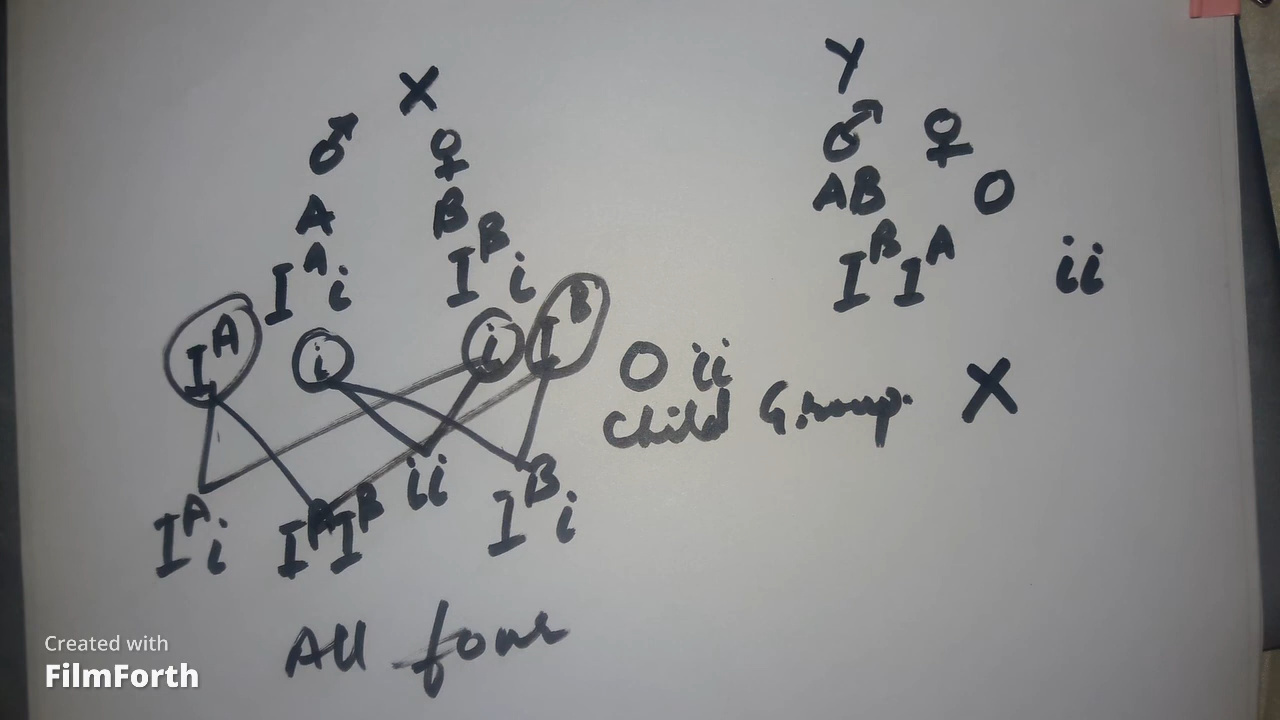 X Y
♂ ♀ ♂ ♀
A B AB O
I^A i I^B i I^B I^A ii
I^A i i I^B
O ii
Child Group. X
I^A i I^A I^B ii I^B i
All four
Created with
FilmForth